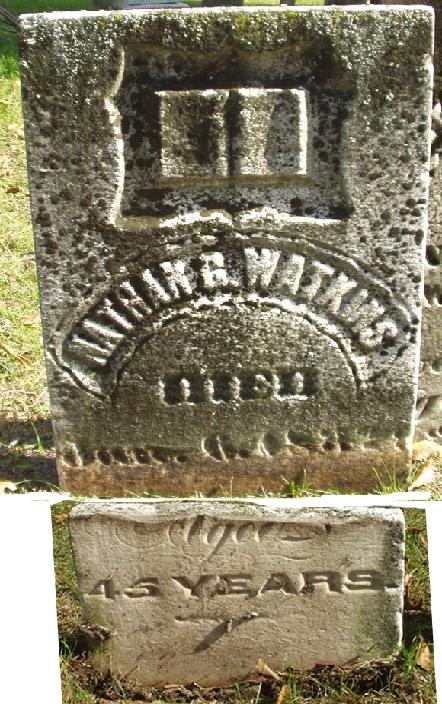 NATHAN G. WATKINS.
DIED
Aged
45 YEARS.